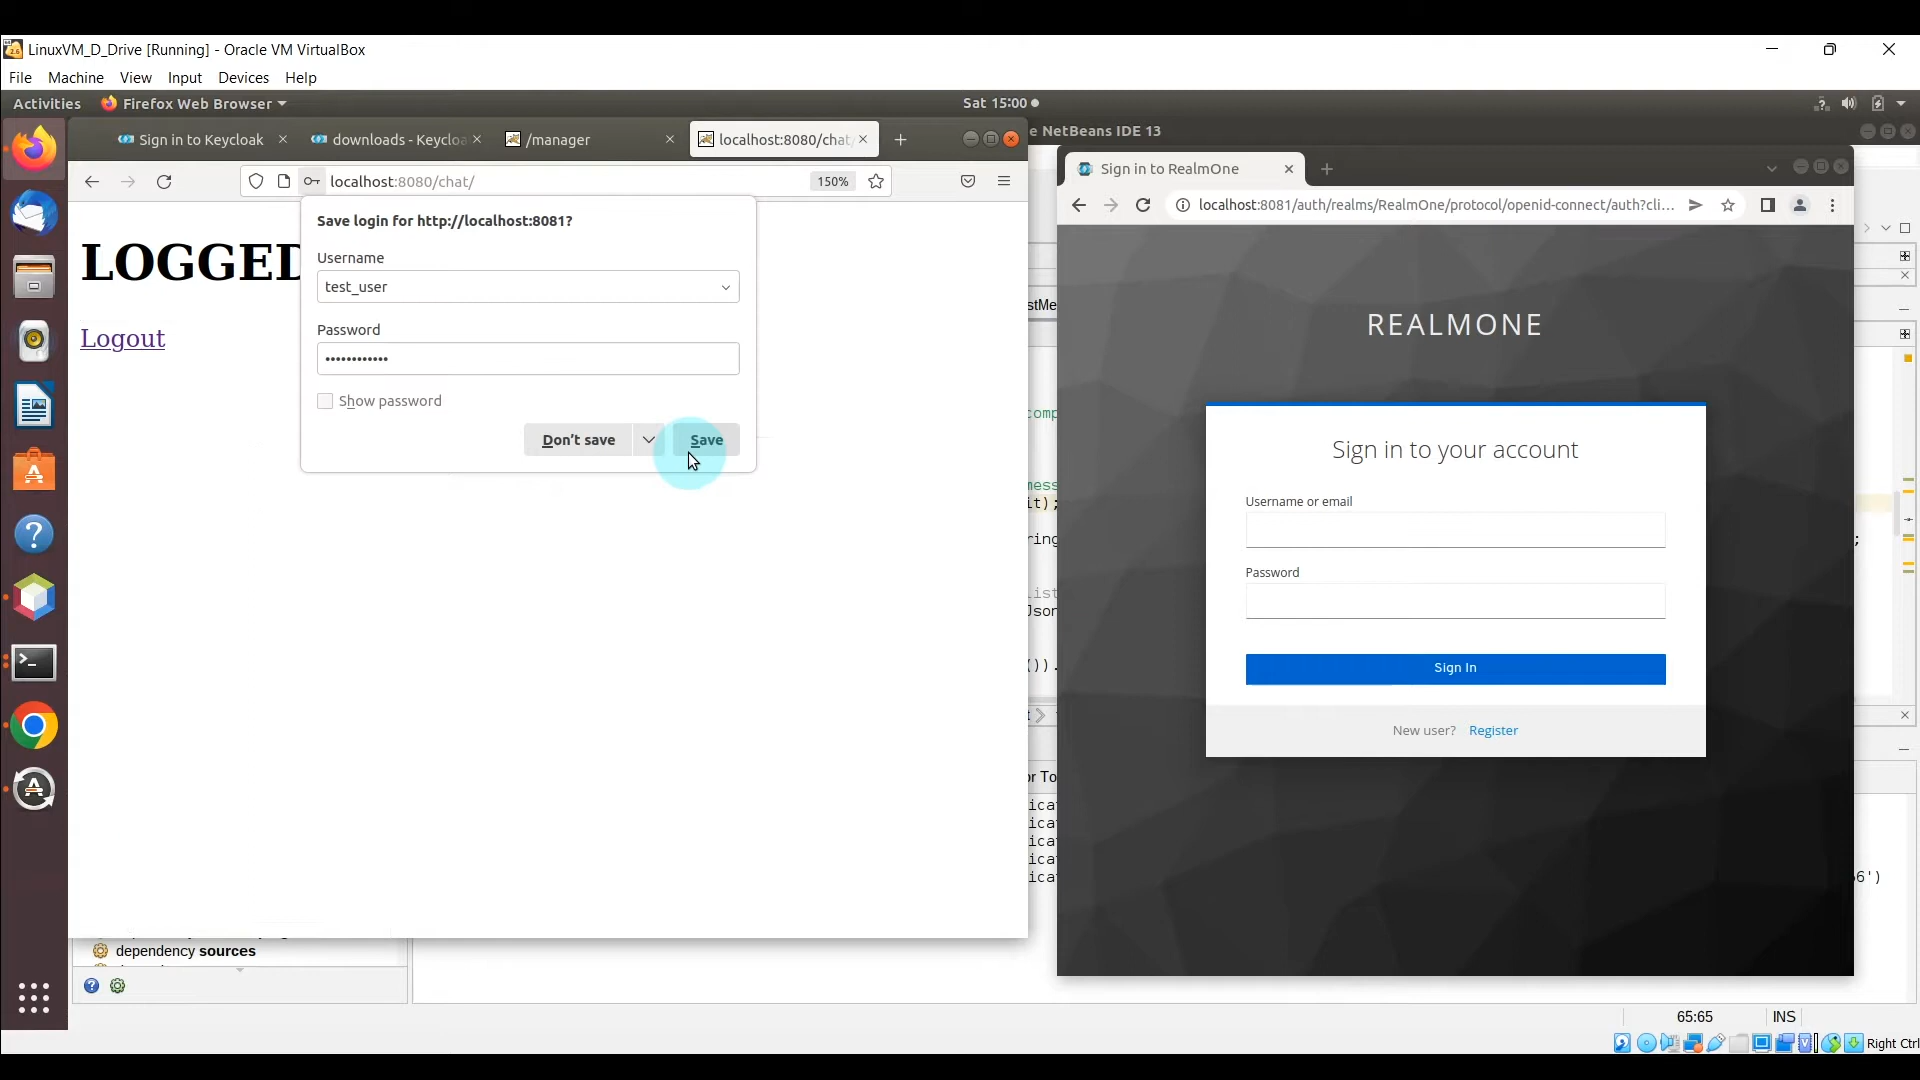 LinuxVM_D_Drive [Running] - Oracle VM VirtualBox
File Machine View Input Devices Help
Activities Firefox Web Browser Sat 15:00
Sign in to Keycloak
downloads - Keycloa
/manager
localhost:8080/chat/
NetBeans IDE 13
localhost:8080/chat/
150%
Sign in to RealmOne
localhost:8081/auth/realms/RealmOne/protocol/openid-connect/auth?cli...
LOGGED
Logout
Save login for http://localhost:8081?
Username
test_user
Password
••••••••••••
Show password
Don't save
Save
REALMONE
Sign in to your account
Username or email
Password
Sign In
New user? Register
dependency sources
65:65 INS
Right Ctrl